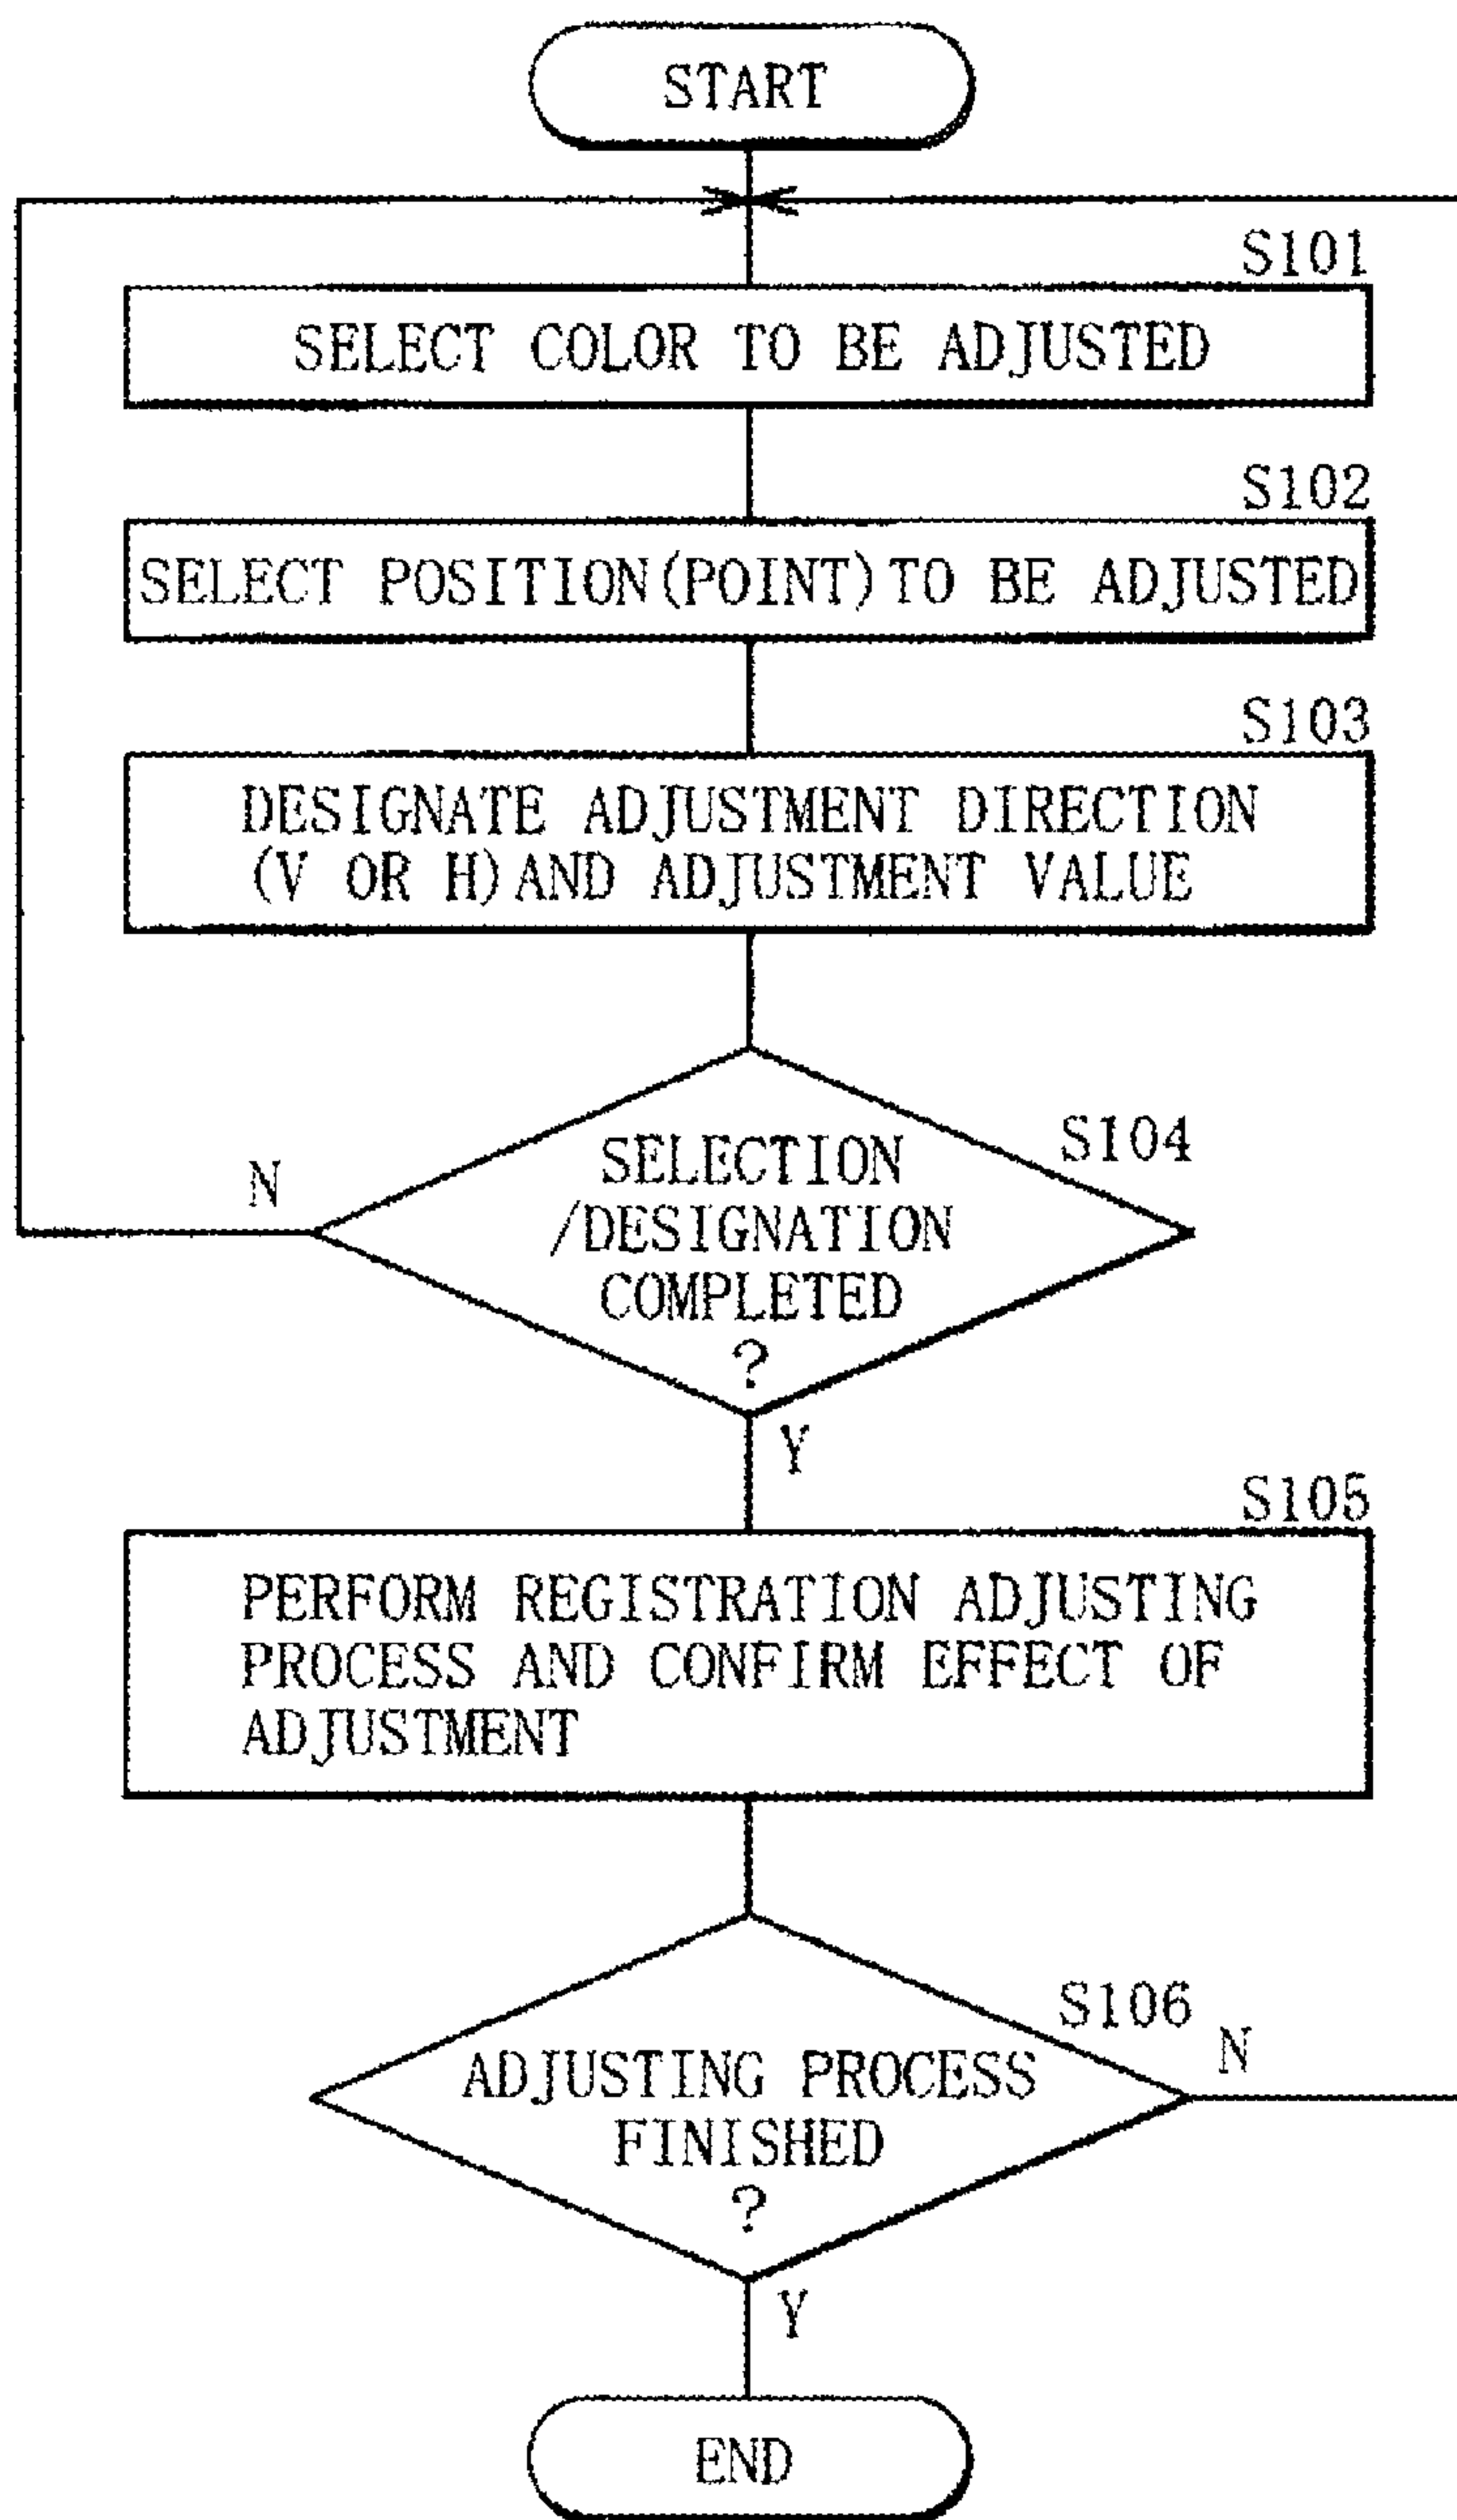 START
S101
SELECT COLOR TO BE ADJUSTED
S102
SELECT POSITION(POINT)TO BE ADJUSTED
S103
DESIGNATE ADJUSTMENT DIRECTION
(V OR H)AND ADJUSTMENT VALUE
S104
N
SELECTION
/DESIGNATION
COMPLETED
?
Y
S105
PERFORM REGISTRATION ADJUSTING
PROCESS AND CONFIRM EFFECT OF
ADJUSTMENT
S106
N
ADJUSTING PROCESS
FINISHED
?
Y
END